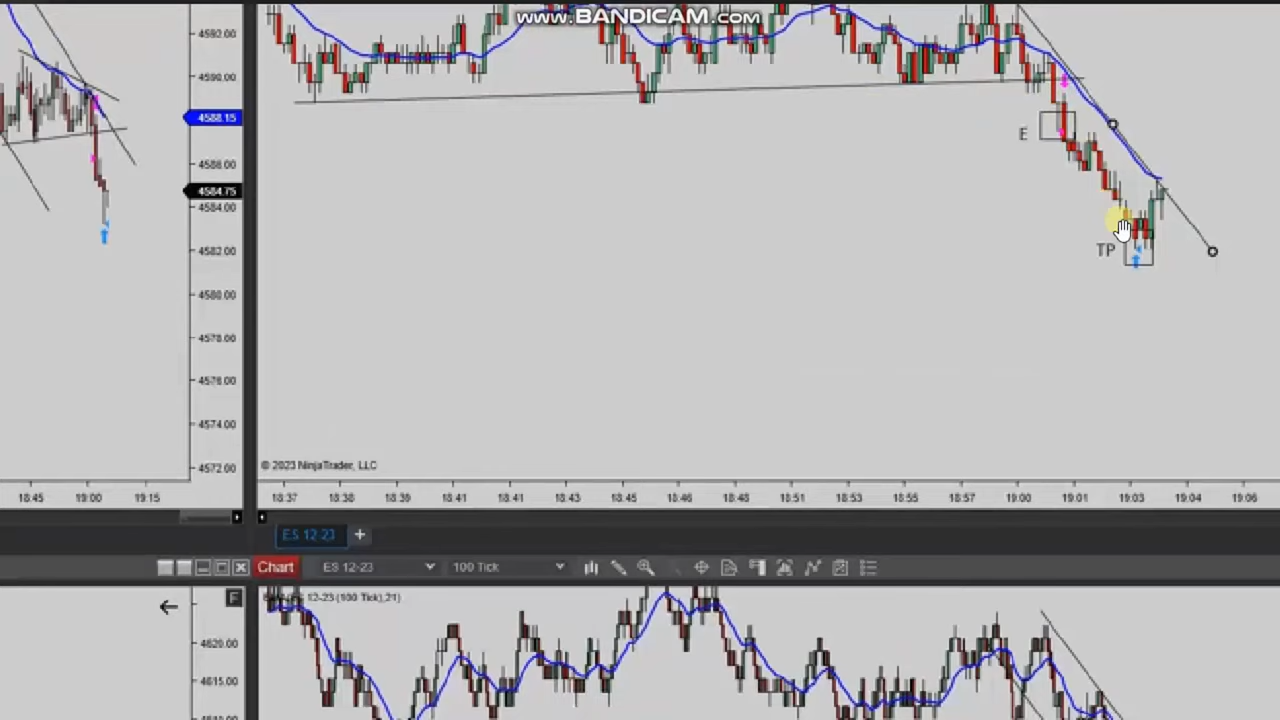 www.BANDICAM.com
4592.00
4590.00
4588.15
4586.00
4584.75
4584.00
4582.00
4580.00
4578.00
4576.00
4574.00
4572.00
E
TP
© 2023 NinjaTrader, LLC
18:45 19:00 19:15
18:37 18:38 18:39 18:41 18:41 18:43 18:45 18:46 18:48 18:51 18:53 18:55 18:57 19:00 19:01 19:03 19:04 19:06
ES 12-23 +
Chart ES 12-23 100 Tick
F
ES 12-23 (100 Tick),21)
4620.00
4615.00